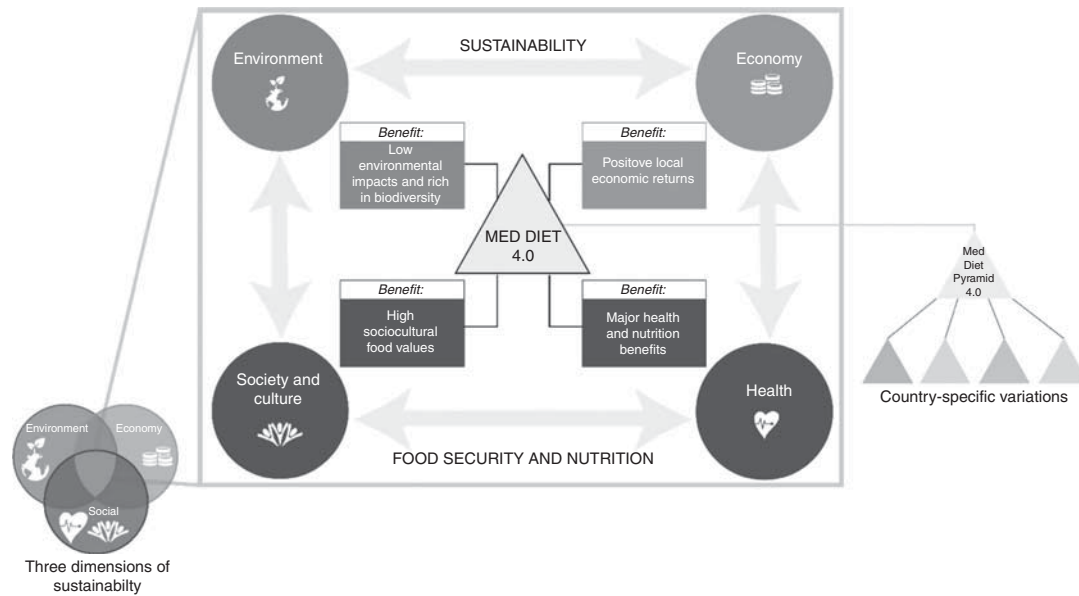 SUSTAINABILITY
Environment
Economy
Benefit:
Low
environmental
impacts and rich
in biodiversity
Benefit:
Positove local
economic returns
MED DIET
4.0
Benefit:
High
sociocultural
food values
Benefit:
Major health
and nutrition
benefits
Society and
culture
Health
FOOD SECURITY AND NUTRITION
Med
Diet
Pyramid
4.0
Country-specific variations
Environment
Economy
Social
Three dimensions of
sustainabilty